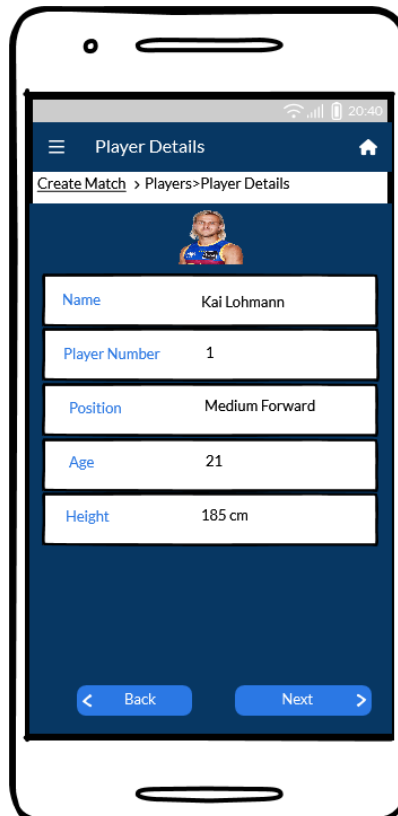 20:40
Player Details
Create Match > Players>Player Details
Name Kai Lohmann
Player Number 1
Position Medium Forward
Age 21
Height 185 cm
< Back Next >